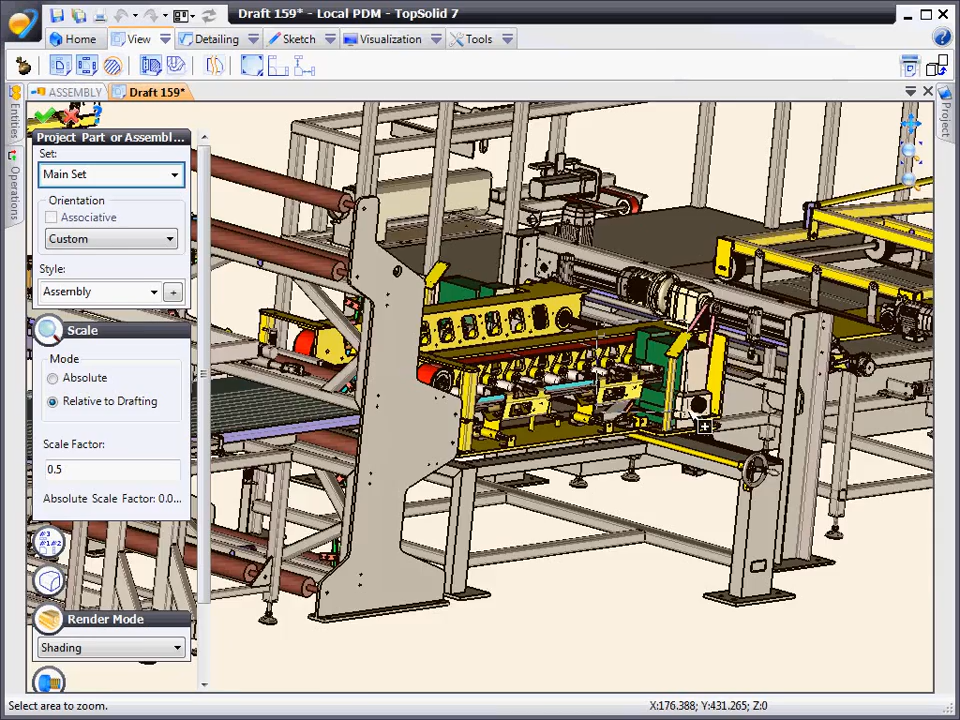 Draft 159* - Local PDM - TopSolid 7
Home View Detailing Sketch Visualization Tools
ASSEMBLY Draft 159*
Entities
Operations
Project
Project Part or Assembl...
Set:
Main Set
Orientation
Associative
Custom
Style:
Assembly
Scale
Mode
Absolute
Relative to Drafting
Scale Factor:
0.5
Absolute Scale Factor: 0.0...
Render Mode
Shading
Select area to zoom.
X:176.388; Y:431.265; Z:0